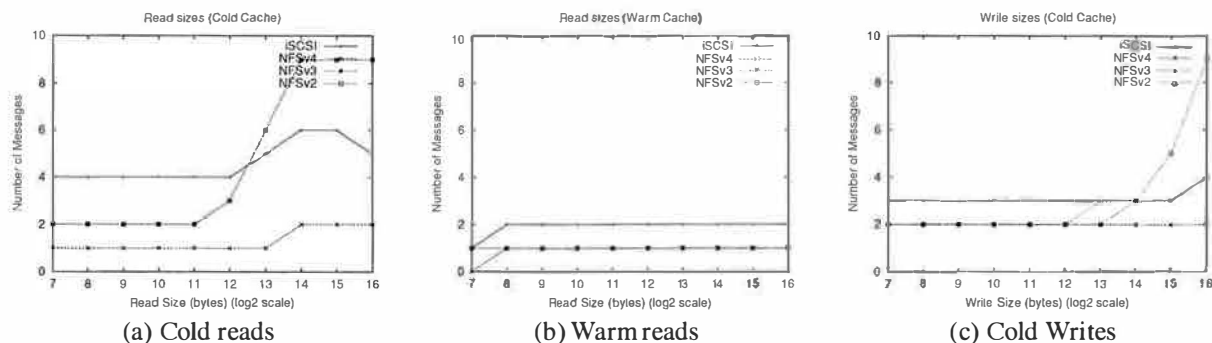 Read sizes (Cold Cache)
10
8
6
4
2
0
Number of Messages
iSCSI
NFSv4
NFSv3
NFSv2
7 8 9 10 11 12 13 14 15 16
Read Size (bytes) (log2 scale)
(a) Cold reads
Read sizes (Warm Cache)
10
8
6
4
2
0
Number of Messages
iSCSI
NFSv4
NFSv3
NFSv2
7 8 9 10 11 12 13 14 15 16
Read Size (bytes) (log2 scale)
(b) Warm reads
Write sizes (Cold Cache)
10
8
6
4
2
0
Number of Messages
iSCSI
NFSv4
NFSv3
NFSv2
7 8 9 10 11 12 13 14 15 16
Write Size (bytes) (log2 scale)
(c) Cold Writes